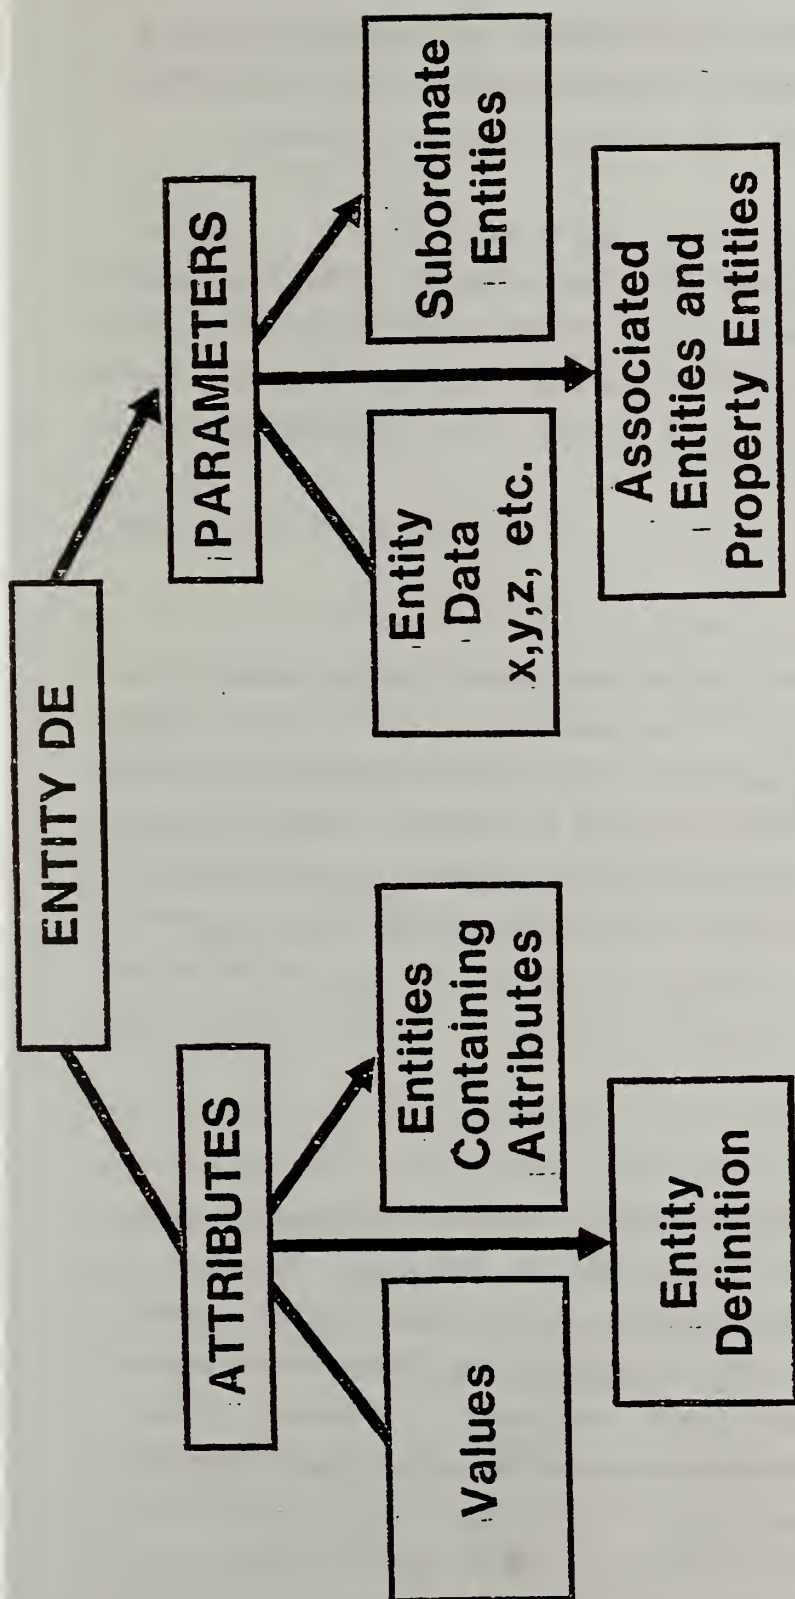 ENTITY DE
ATTRIBUTES
PARAMETERS
Values
Entities
Containing
Attributes
Entity
Data
x,y,z, etc.
Subordinate
Entities
Entity
Definition
Associated
Entities and
Property Entities